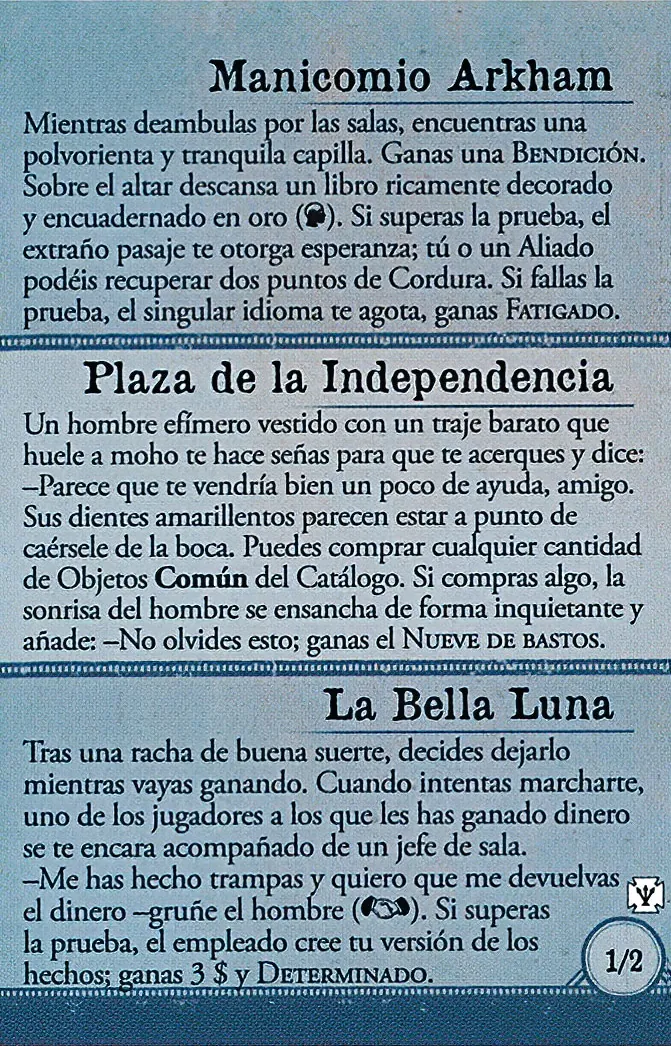 Manicomio Arkham
Mientras deambulas por las salas, encuentras una
polvorienta y tranquila capilla. Ganas una BENDICIÓN.
Sobre el altar descansa un libro ricamente decorado
y encuadernado en oro (). Si superas la prueba, el
extraño pasaje te otorga esperanza; tú o un Aliado
podéis recuperar dos puntos de Cordura. Si fallas la
prueba, el singular idioma te agota, ganas FATIGADO.
Plaza de la Independencia
Un hombre efímero vestido con un traje barato que
huele a moho te hace señas para que te acerques y dice:
–Parece que te vendría bien un poco de ayuda, amigo.
Sus dientes amarillentos parecen estar a punto de
caérsele de la boca. Puedes comprar cualquier cantidad
de Objetos Común del Catálogo. Si compras algo, la
sonrisa del hombre se ensancha de forma inquietante y
añade: –No olvides esto; ganas el NUEVE DE BASTOS.
La Bella Luna
Tras una racha de buena suerte, decides dejarlo
mientras vayas ganando. Cuando intentas marcharte,
uno de los jugadores a los que les has ganado dinero
se te encara acompañado de un jefe de sala.
–Me has hecho trampas y quiero que me devuelvas
el dinero –gruñe el hombre (). Si superas
la prueba, el empleado cree tu versión de los
hechos; ganas 3 $ y DETERMINADO.
1/2